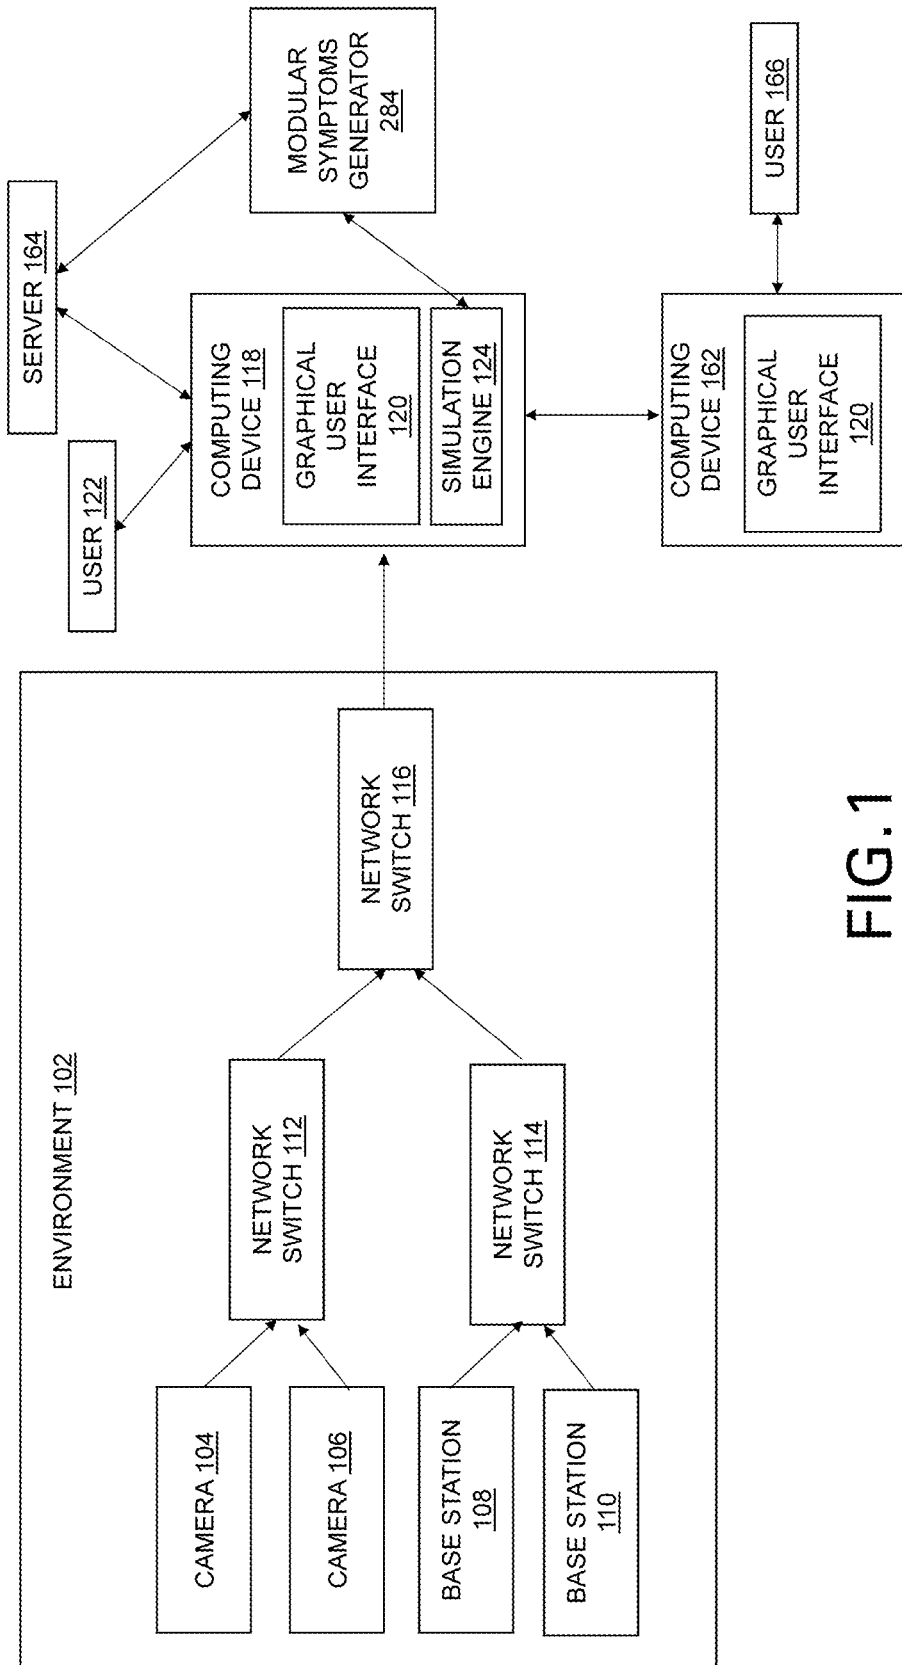 ENVIRONMENT 102
CAMERA 104
CAMERA 106
BASE STATION
108
BASE STATION
110
NETWORK
SWITCH 112
NETWORK
SWITCH 114
NETWORK
SWITCH 116
USER 122
SERVER 164
COMPUTING
DEVICE 118
GRAPHICAL
USER
INTERFACE
120
SIMULATION
ENGINE 124
MODULAR
SYMPTOMS
GENERATOR
284
COMPUTING
DEVICE 162
GRAPHICAL
USER
INTERFACE
120
USER 166
FIG. 1